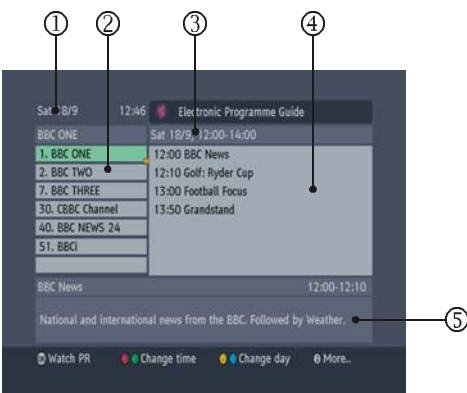 ① ② ③ ④
Sat 18/9 12:46 Electronic Programme Guide
BBC ONE Sat 18/9, 12:00-14:00
1. BBC ONE 12:00 BBC News
2. BBC TWO 12:10 Golf: Ryder Cup
7. BBC THREE 13:00 Football Focus
30. CBBC Channel 13:50 Grandstand
40. BBC NEWS 24
51. BBCi
BBC News 12:00-12:10
National and international news from the BBC. Followed by Weather.
⑤
Watch PR Change time Change day More..